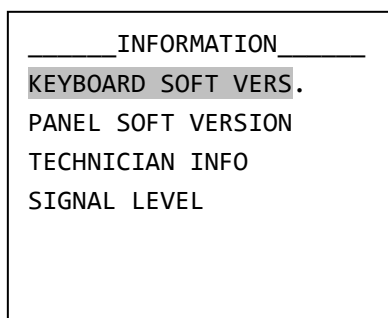 ______INFORMATION______
KEYBOARD SOFT VERS.
PANEL SOFT VERSION
TECHNICIAN INFO
SIGNAL LEVEL